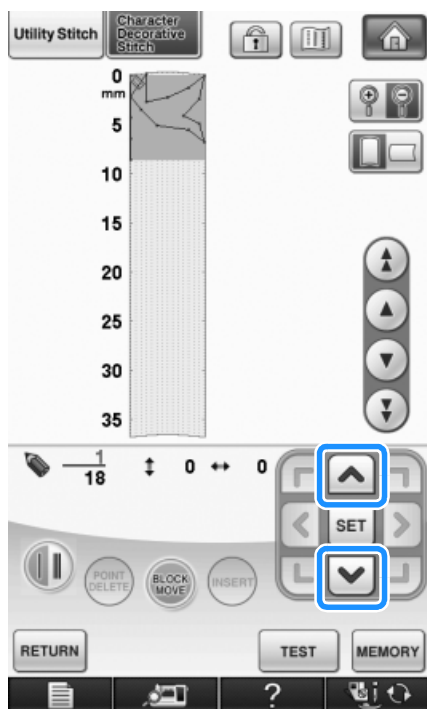 Utility Stitch
Character
Decorative
Stitch
0
mm
5
10
15
20
25
30
35
1
18
0
0
SET
POINT
DELETE
BLOCK
MOVE
INSERT
RETURN
TEST
MEMORY
?